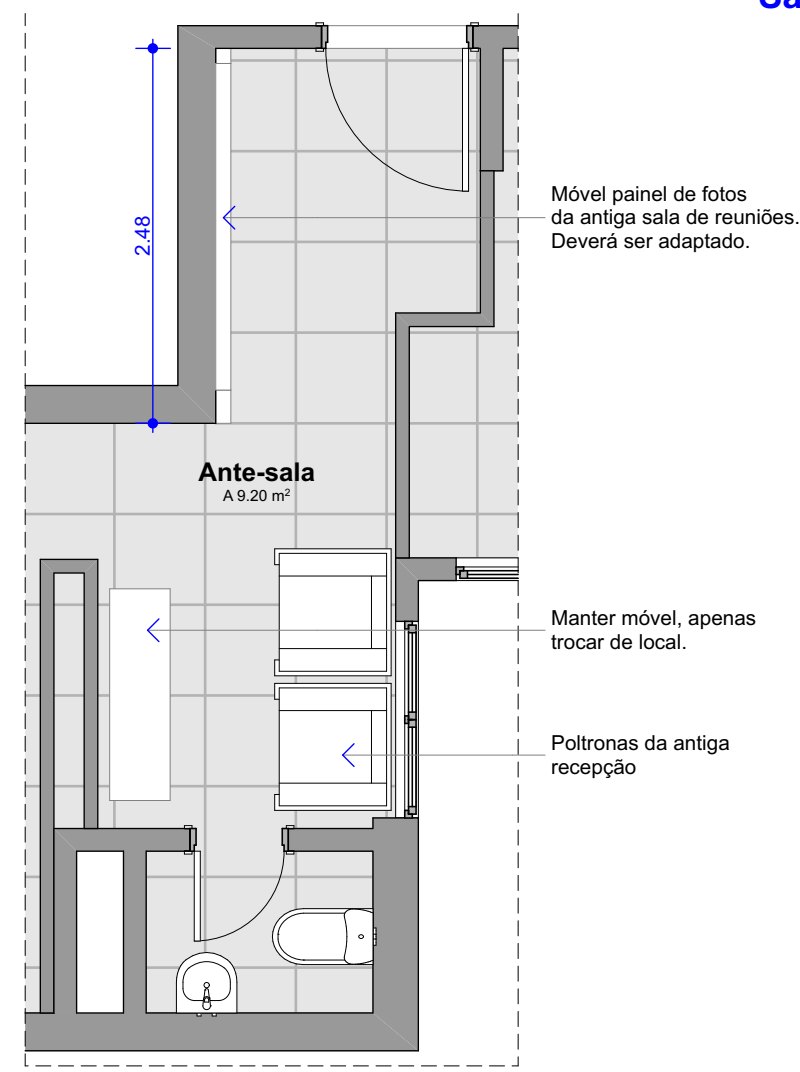 Móvel painel de fotos
da antiga sala de reuniões.
Deverá ser adaptado.
2.48
Ante-sala
A 9.20 m²
Manter móvel, apenas
trocar de local.
Poltronas da antiga
recepção